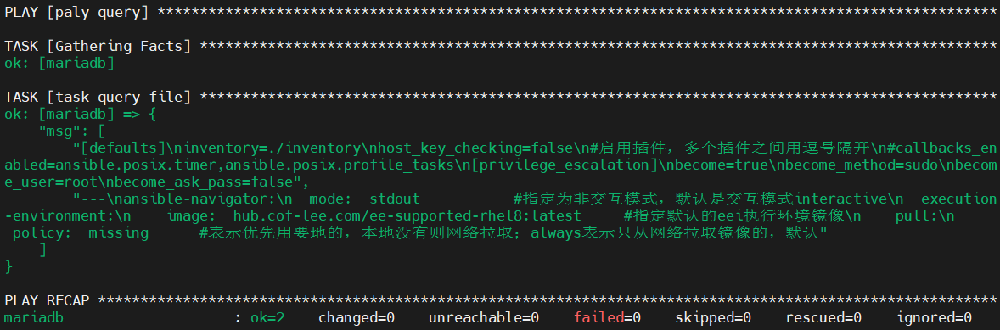 PLAY [paly query] ***************************************************************************************************
TASK [Gathering Facts] **********************************************************************************************
ok: [mariadb]
TASK [task query file] **********************************************************************************************
ok: [mariadb] => {
    "msg": [
        "[defaults]\ninventory=./inventory\nhost_key_checking=false\n#启用插件，多个插件之间用逗号隔开\n#callbacks_en
abled=ansible.posix.timer,ansible.posix.profile_tasks\n[privilege_escalation]\nbecome=true\nbecome_method=sudo\nbecom
e_user=root\nbecome_ask_pass=false",
        "---\nansible-navigator:\n  mode:  stdout           #指定为非交互模式，默认是交互模式interactive\n  execution
-environment:\n    image:  hub.cof-lee.com/ee-supported-rhel8:latest     #指定默认的eei执行环境镜像\n    pull:\n
 policy:  missing      #表示优先用要地的，本地没有则网络拉取；always表示只从网络拉取镜像的，默认"
    ]
}
PLAY RECAP **********************************************************************************************************
mariadb                    : ok=2    changed=0    unreachable=0    failed=0    skipped=0    rescued=0    ignored=0